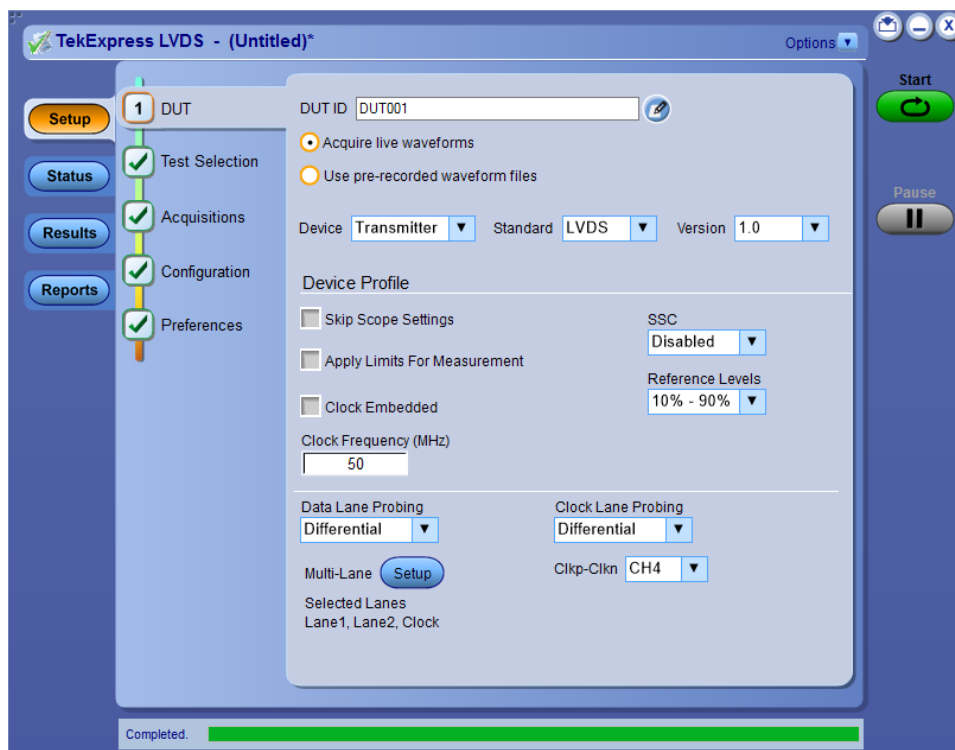 TekExpress LVDS - (Untitled)*
Options
Start
Pause
Setup
Status
Results
Reports
1 DUT
Test Selection
Acquisitions
Configuration
Preferences
DUT ID DUT001
Acquire live waveforms
Use pre-recorded waveform files
Device Transmitter Standard LVDS Version 1.0
Device Profile
Skip Scope Settings
Apply Limits For Measurement
Clock Embedded
SSC
Disabled
Reference Levels
10% - 90%
Clock Frequency (MHz)
50
Data Lane Probing
Differential
Clock Lane Probing
Differential
Multi-Lane Setup
Clkp-Clkn CH4
Selected Lanes
Lane1, Lane2, Clock
Completed.